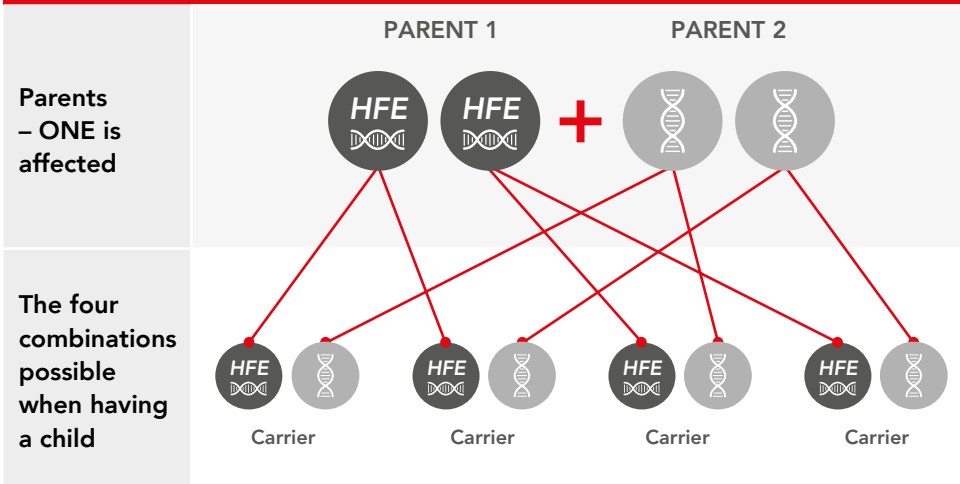 PARENT 1 PARENT 2
Parents
– ONE is
affected
HFE HFE
The four
combinations
possible
when having
a child
HFE HFE HFE HFE
Carrier Carrier Carrier Carrier